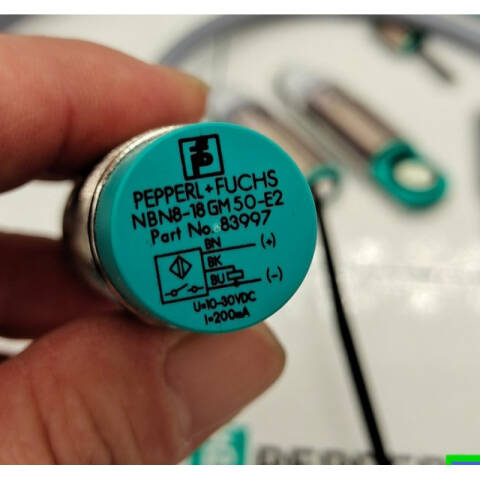 PEPPERL+FUCHS
NBN8-18GM50-E2
Part No. 83997
BN (+)
BK
BU (-)
U=10-30VDC
I=200mA